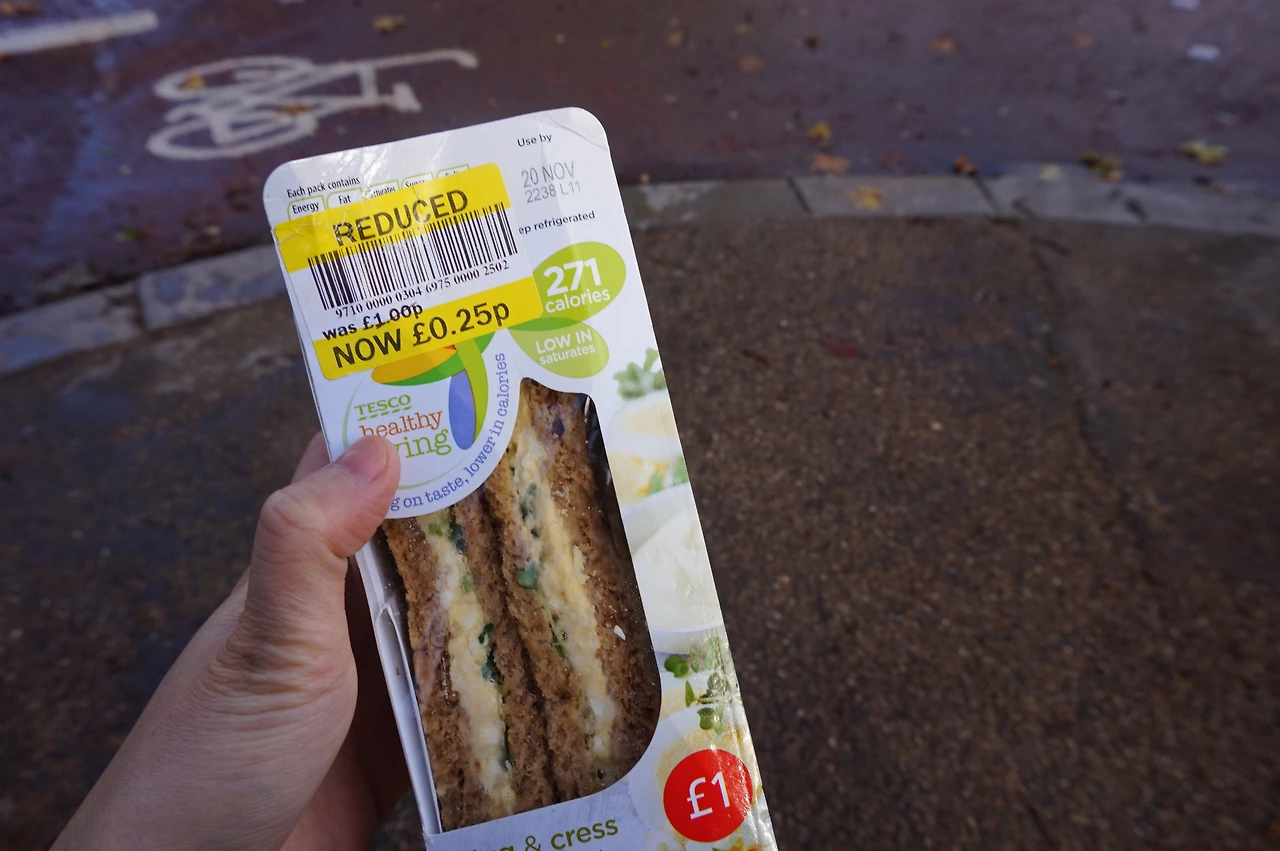 Use by
20 NOV
2238 L11
Each pack contains
Energy Fat Saturates
REDUCED
ep refrigerated
9710 0000 0304 6975 0000 2502
was £1.00p
NOW £0.25p
271
calories
LOW IN
saturates
TESCO
healthy
ving
g on taste, lower in calories
£1
& cress